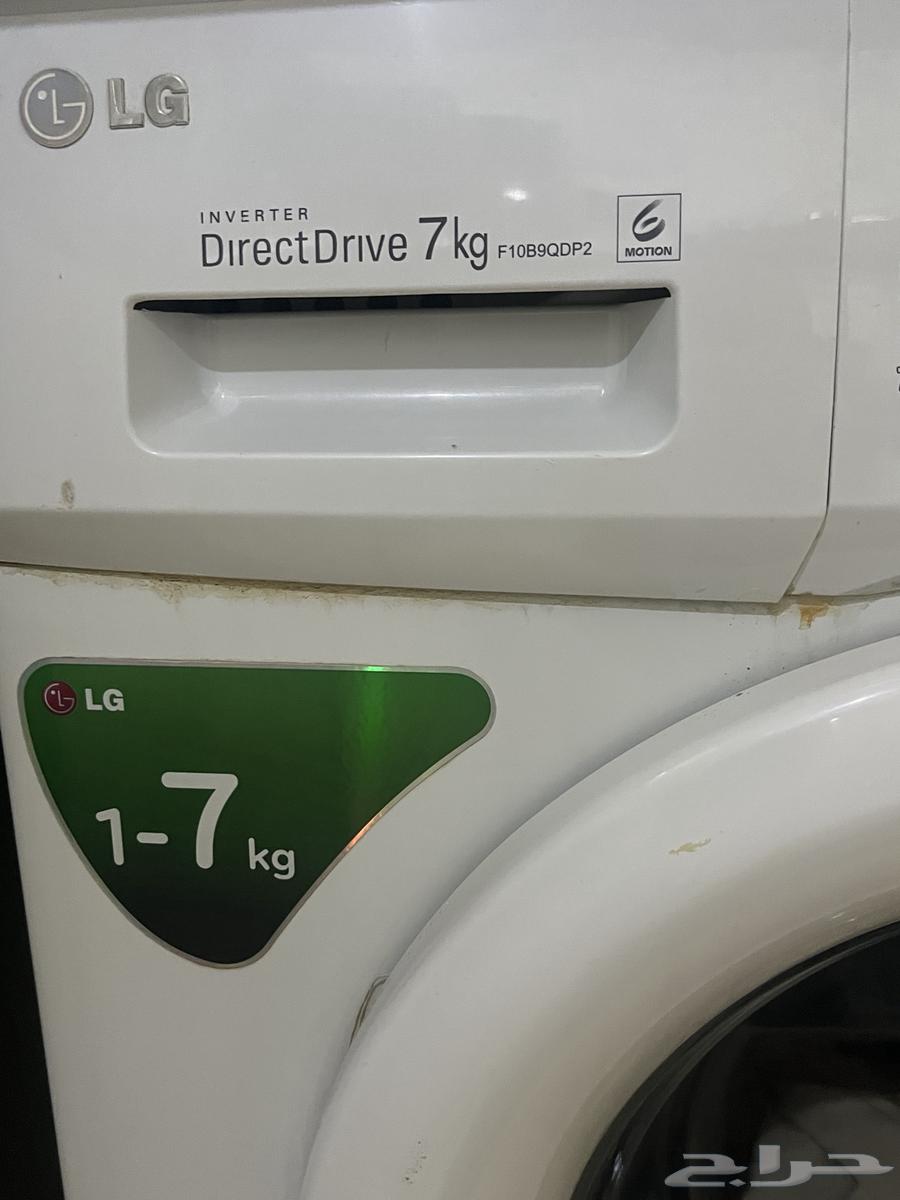 LG
INVERTER
DirectDrive 7kg F10B9QDP2
6 MOTION
LG
1-7 kg
حراج